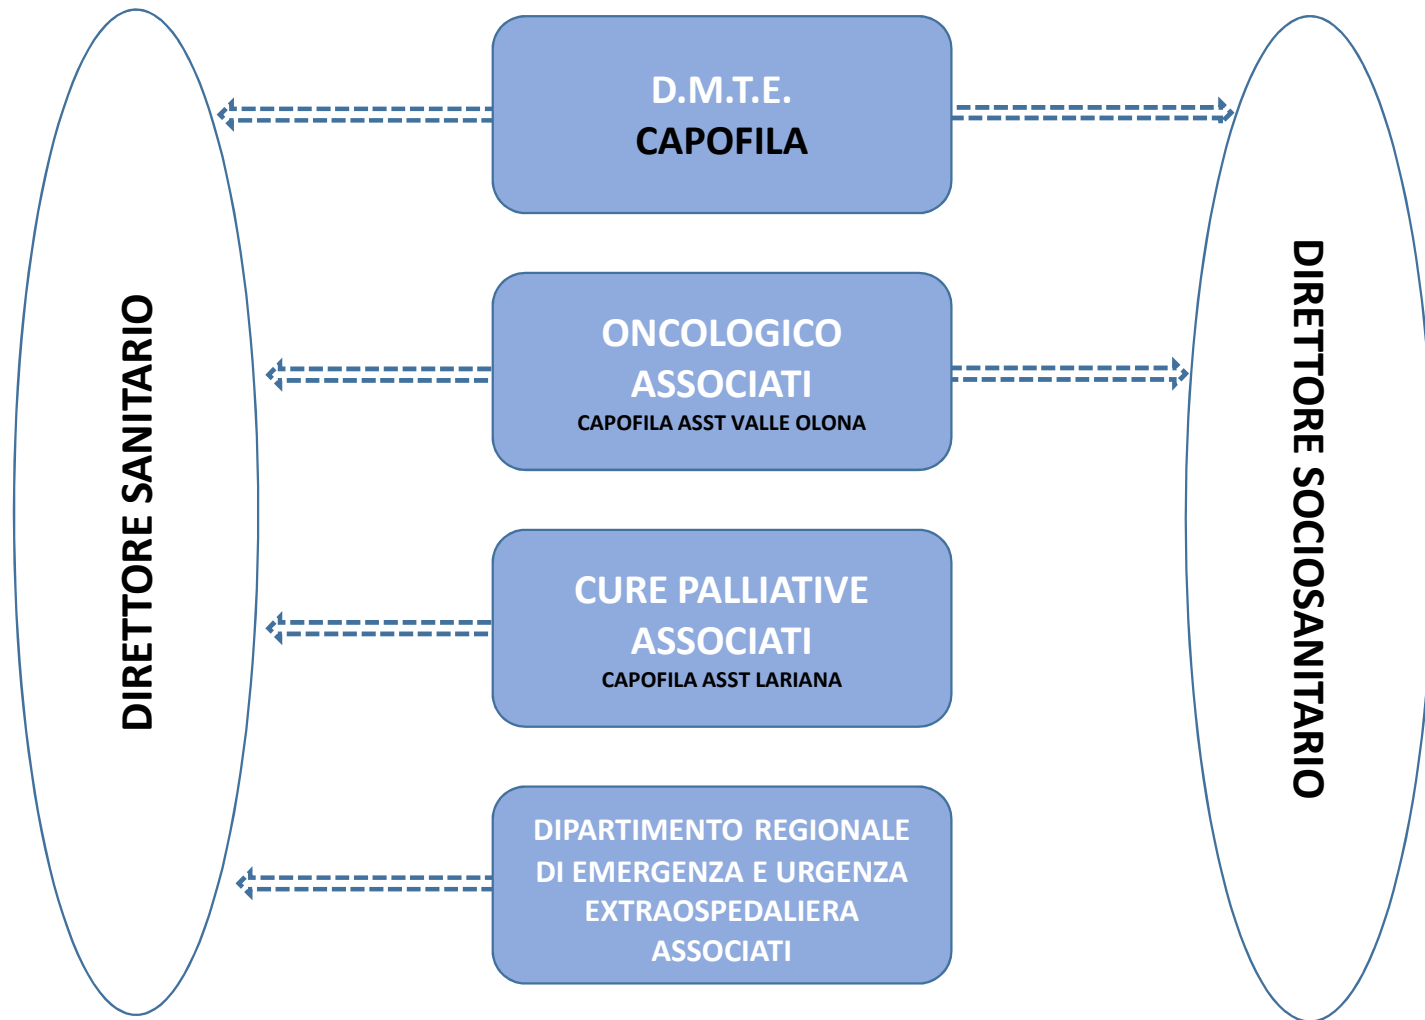 DIRETTORE SANITARIO
D.M.T.E.
CAPOFILA
ONCOLOGICO
ASSOCIATI
CAPOFILA ASST VALLE OLONA
CURE PALLIATIVE
ASSOCIATI
CAPOFILA ASST LARIANA
DIPARTIMENTO REGIONALE
DI EMERGENZA E URGENZA
EXTRAOSPEDALIERA
ASSOCIATI
DIRETTORE SOCIOSANITARIO